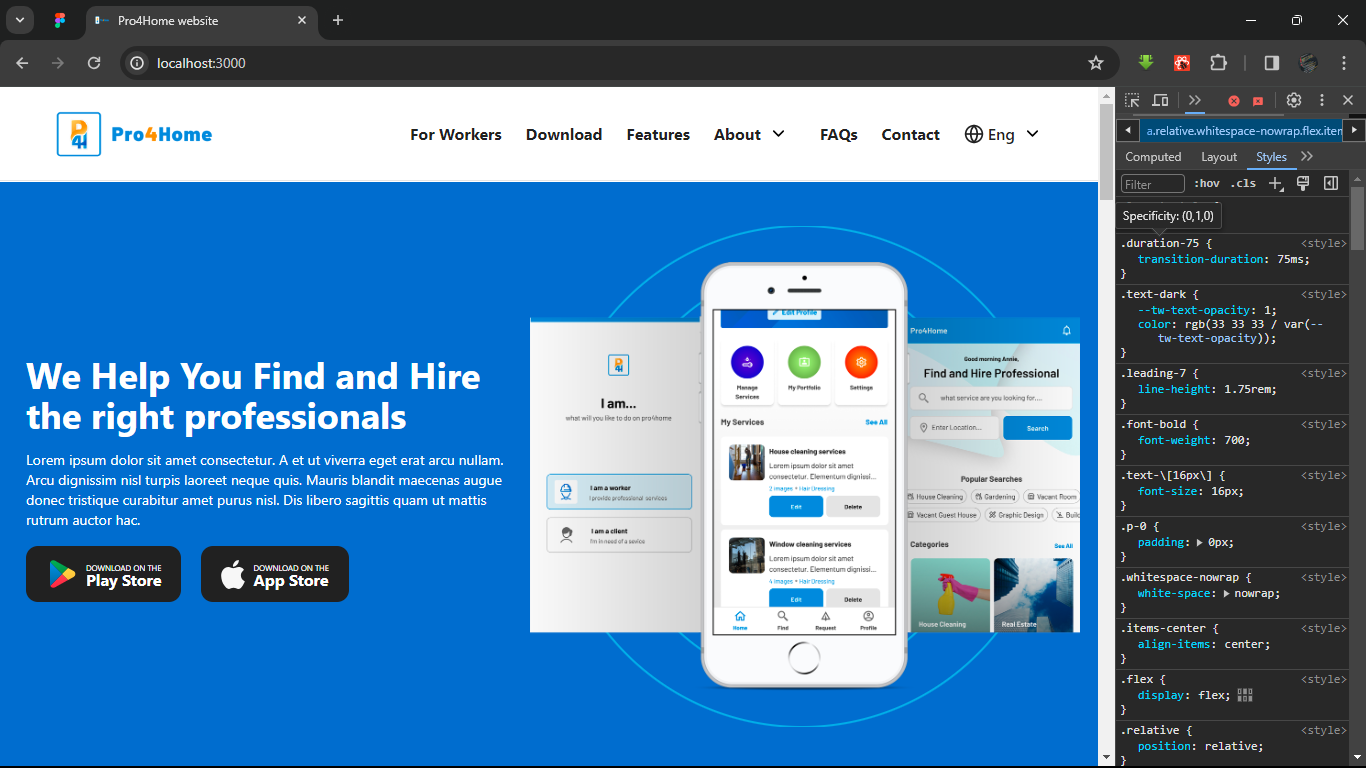 Pro4Home website
localhost:3000
Pro4Home
For Workers
Download
Features
About
FAQs
Contact
Eng
We Help You Find and Hire
the right professionals
Lorem ipsum dolor sit amet consectetur. A et ut viverra eget erat arcu nullam.
Arcu dignissim nisl turpis laoreet neque quis. Mauris blandit maecenas augue
donec tristique curabitur amet purus nisl. Dis libero sagittis quam ut mattis
rutrum auctor hac.
DOWNLOAD ON THE
Play Store
DOWNLOAD ON THE
App Store
I am...
what will you like to do on pro4home
I am a worker
I provide professional services
I am a client
I'm in need of a sevice
Edit Profile
Manage
Services
My Portfolio
Settings
My Services
See All
House cleaning services
Lorem ipsum dolor sit amet
consectetur. Elementum dignissi...
2 images • Hair Dressing
Edit
Delete
Window cleaning services
Lorem ipsum dolor sit amet
consectetur. Elementum dignissi...
4 images • Hair Dressing
Edit
Delete
Home
Find
Request
Profile
Pro4Home
Good morning Annie,
Find and Hire Professional
what service are you looking for....
Enter Location...
Search
Popular Searches
House Cleaning
Gardening
Vacant Room
Vacant Guest House
Graphic Design
Categories
See All
House Cleaning
Real Estate
a.relative.whitespace-nowrap.flex.item
Computed
Layout
Styles
Filter
:hov
.cls
Specificity: (0,1,0)
.duration-75 { <style>
transition-duration: 75ms;
}
.text-dark { <style>
--tw-text-opacity: 1;
color: rgb(33 33 33 / var(--
tw-text-opacity));
}
.leading-7 { <style>
line-height: 1.75rem;
}
.font-bold { <style>
font-weight: 700;
}
.text-\[16px\] { <style>
font-size: 16px;
}
.p-0 { <style>
padding: 0px;
}
.whitespace-nowrap { <style>
white-space: nowrap;
}
.items-center { <style>
align-items: center;
}
.flex { <style>
display: flex;
}
.relative { <style>
position: relative;
}